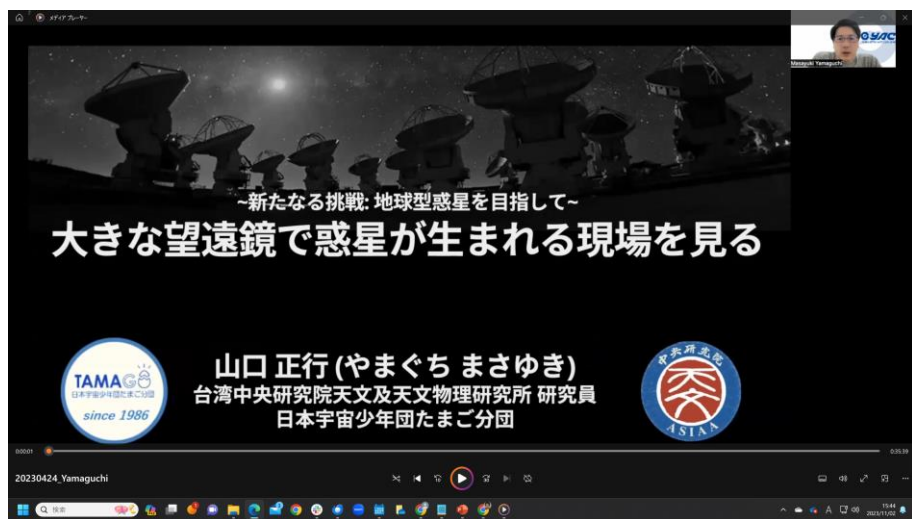 メディア プレーヤー
YAC
Masayuki Yamaguchi
~新たなる挑戦: 地球型惑星を目指して~
大きな望遠鏡で惑星が生まれる現場を見る
TAMAGO
日本宇宙少年団たまご分団
since 1986
山口 正行 (やまぐち まさゆき)
台湾中央研究院天文及天文物理研究所 研究員
日本宇宙少年団たまご分団
中央研究院
天文
ASIAA
0:00:01
0:35:39
20230424_Yamaguchi
検索
A
15:44
2023/11/02